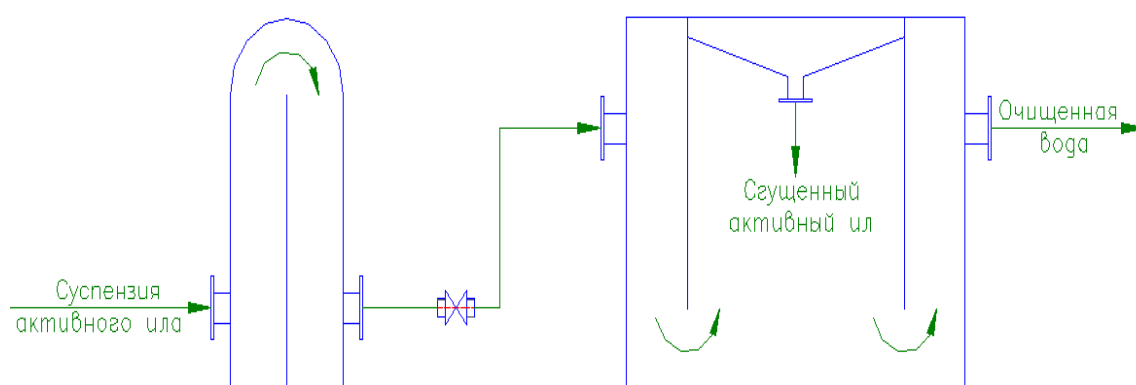 Суспензия
активного ила
Сгущенный
активный ил
Очищенная
вода